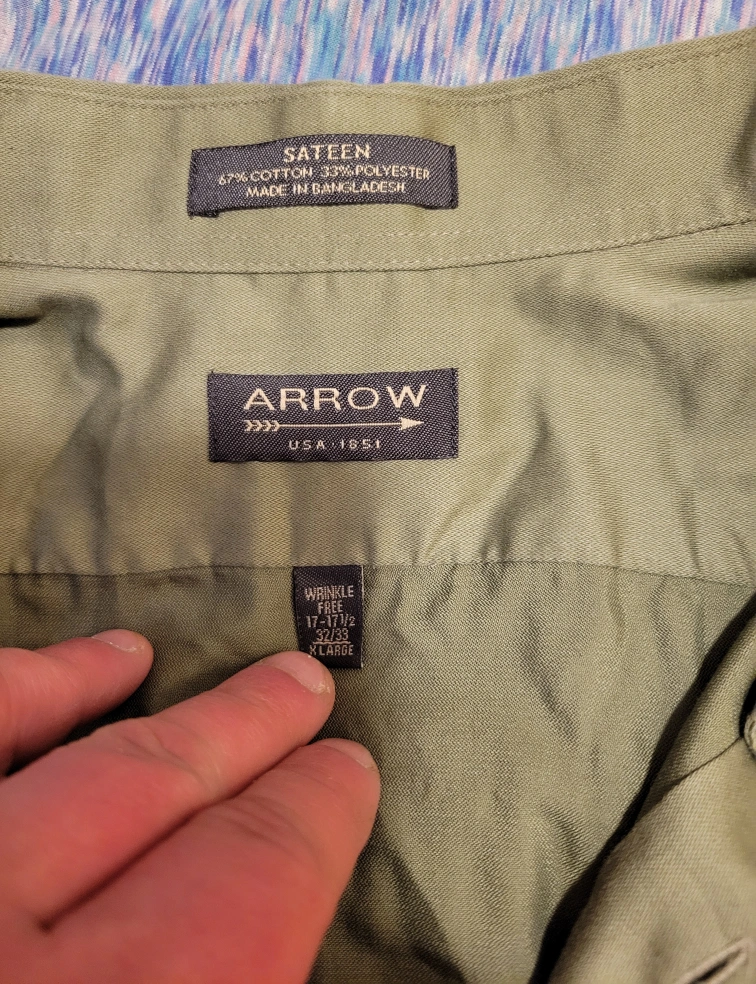 SATEEN
67% COTTON 33% POLYESTER
MADE IN BANGLADESH
ARROW
USA · 1851
WRINKLE
FREE
17-17 1/2
32/33
X LARGE